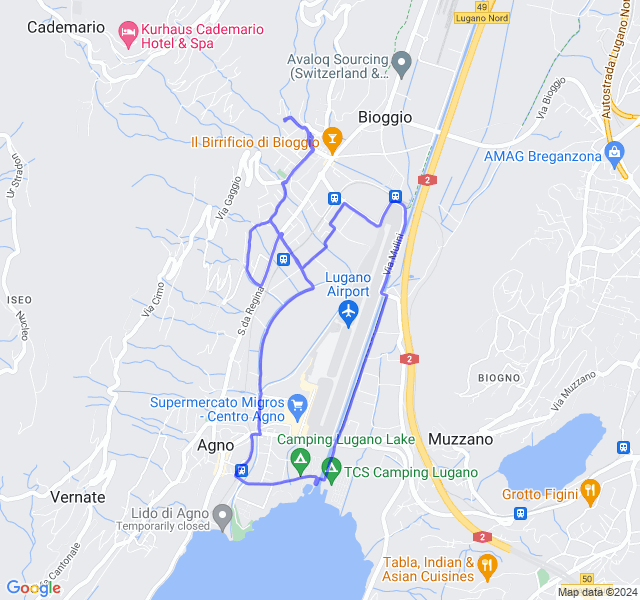 49
Lugano Nord
Cademario
Kurhaus Cademario
Hotel & Spa
Avaloq Sourcing
(Switzerland &...
Autostrada Lugano Nord
Via Bioggio
Bioggio
Il Birrificio di Bioggio
AMAG Breganzona
Ur Stradon
2
Via Gaggio
Via Mulini
Lugano
Airport
ISEO
Nucleo
Via Cimo
S. da Regina
2
BIOGNO
Via Muzzano
Supermercato Migros
- Centro Agno
Agno
Camping Lugano Lake
Muzzano
TCS Camping Lugano
Vernate
Grotto Figini
Lido di Agno
Temporarily closed
2
Via Cantonale
Tabla, Indian &
Asian Cuisines
50
Google
Map data ©2024